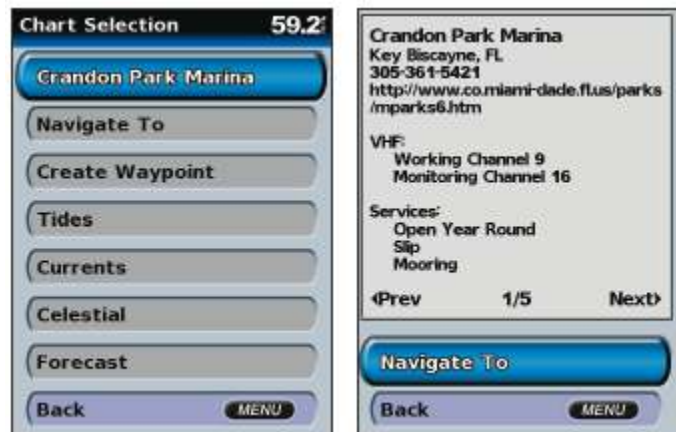 Chart Selection 59.2
Crandon Park Marina
Navigate To
Create Waypoint
Tides
Currents
Celestial
Forecast
Back MENU
Crandon Park Marina
Key Biscayne, FL
305-361-5421
http://www.co.miami-dade.fl.us/parks
/mparks6.htm
VHF:
Working Channel 9
Monitoring Channel 16
Services:
Open Year Round
Slip
Mooring
Prev 1/5 Next
Navigate To
Back MENU